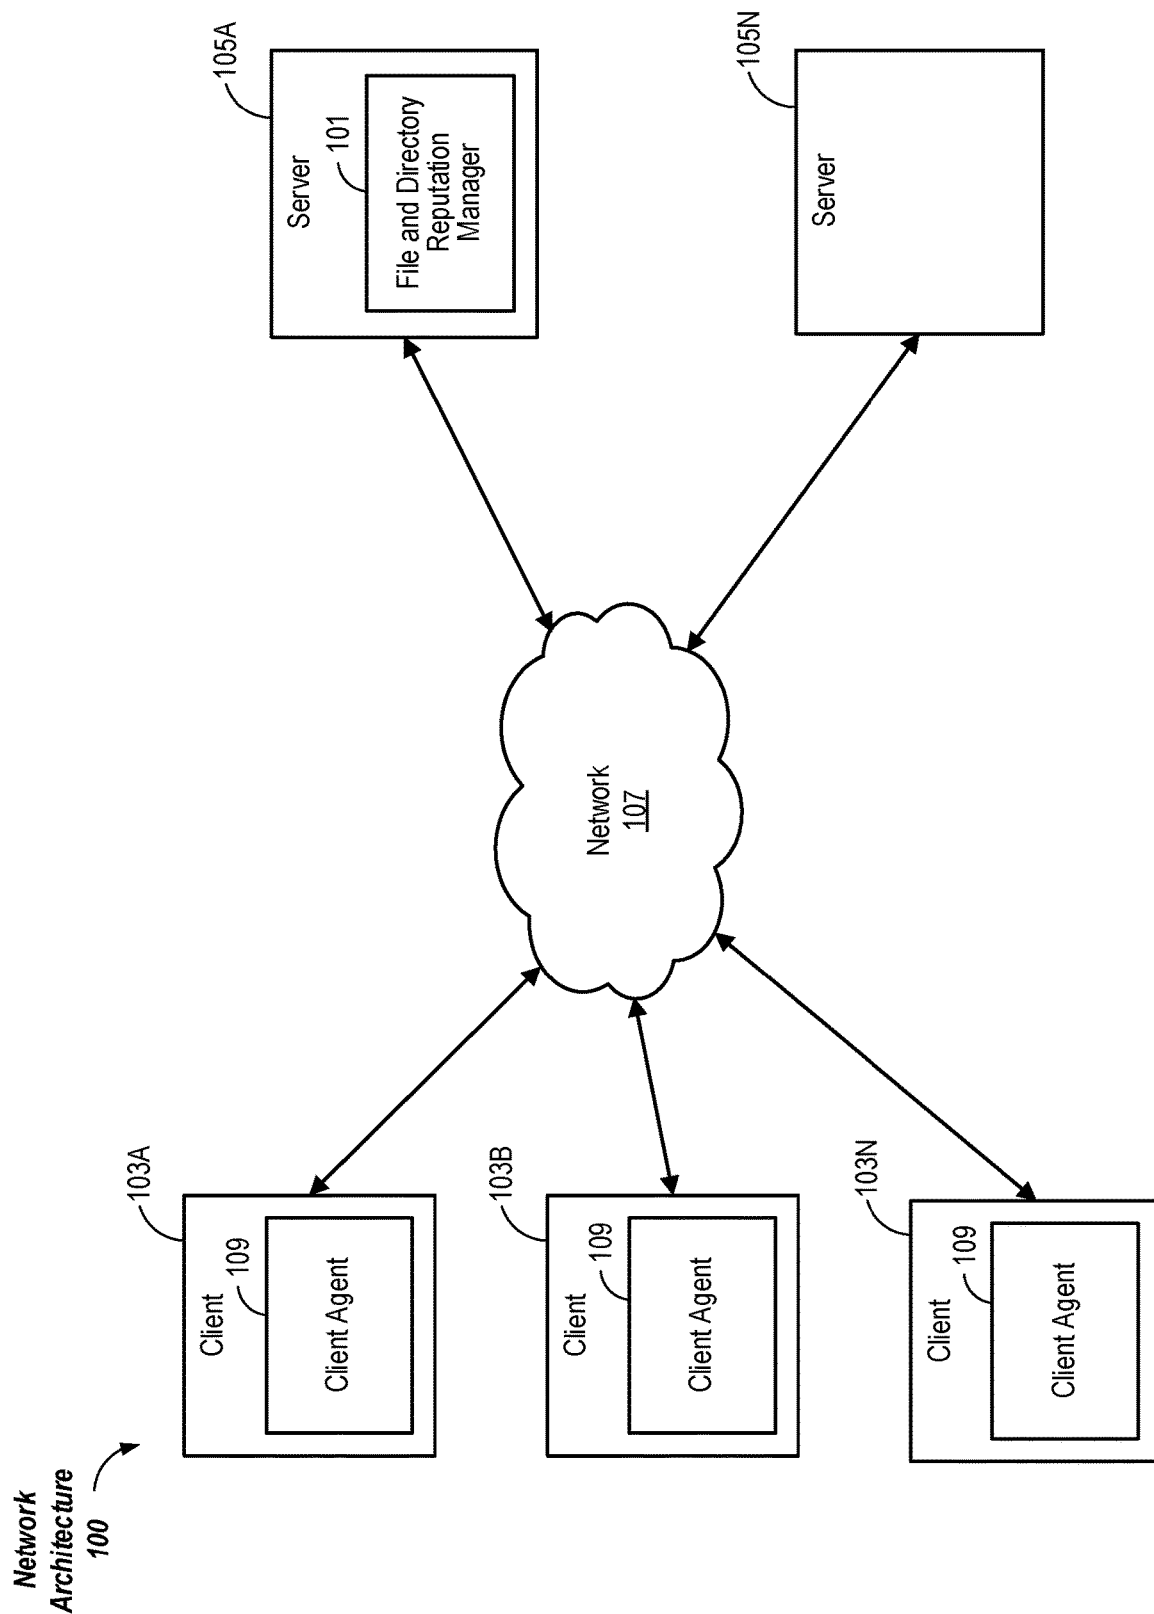 Network
Architecture
100
103A
Client
109
Client Agent
103B
Client
109
Client Agent
103N
Client
109
Client Agent
Network
107
105A
Server
101
File and Directory
Reputation
Manager
105N
Server